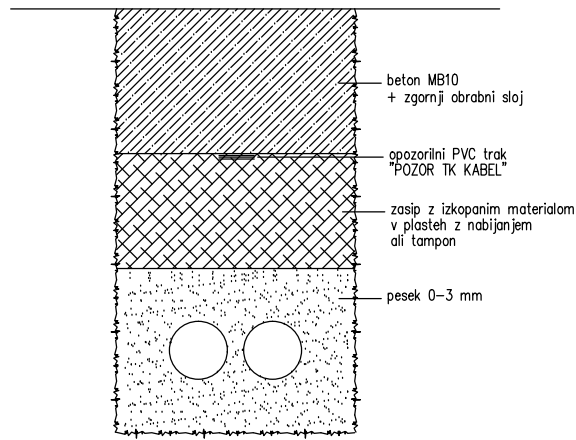 beton MB10
+ zgornji obrabni sloj
opozorilni PVC trak
"POZOR TK KABEL"
zasip z izkopanim materialom
v plasteh z nabijanjem
ali tampon
pesek 0-3 mm